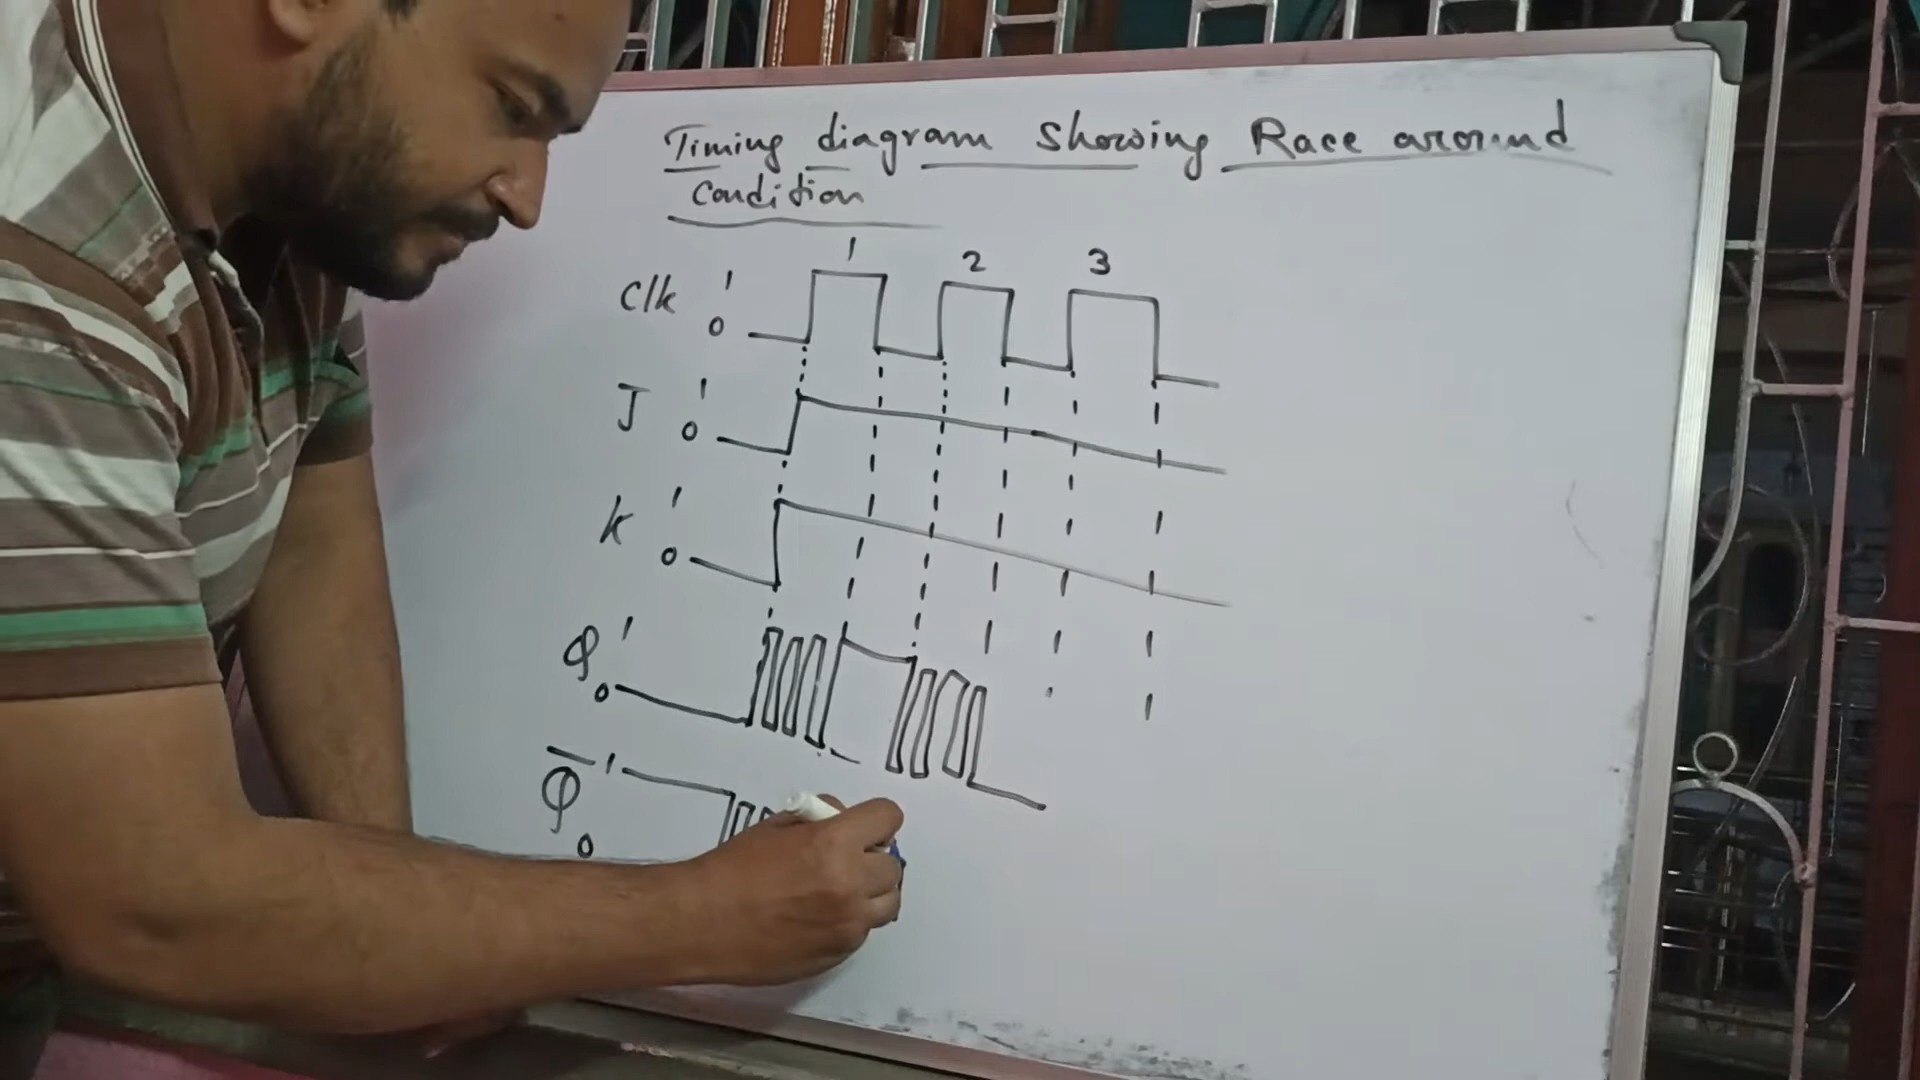 Timing diagram Showing Race around
Condition
1 2 3
Clk 1
0
J 1
0
K 1
0
Q 1
0
Q̅ 1
0